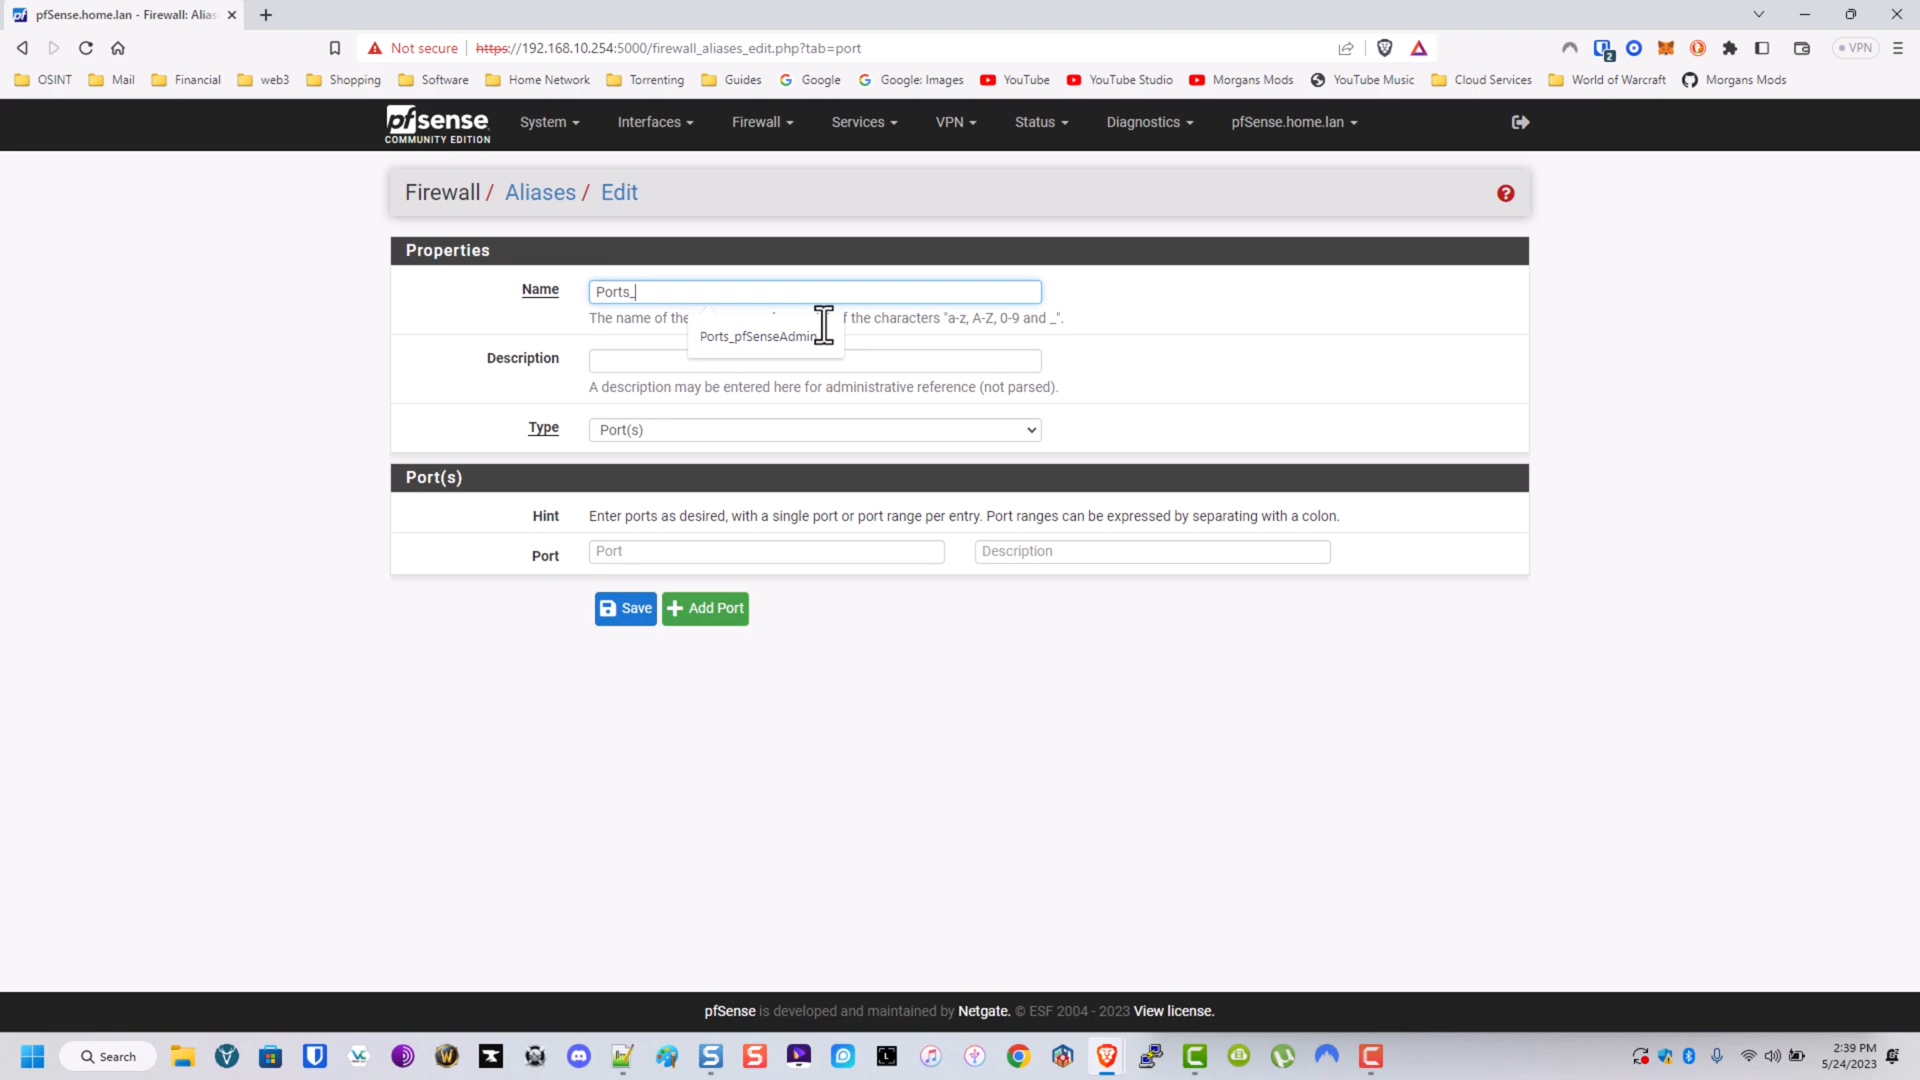 pfSense.home.lan - Firewall: Alias
Not secure https://192.168.10.254:5000/firewall_aliases_edit.php?tab=port
2
VPN
OSINT Mail Financial web3 Shopping Software Home Network Torrenting Guides Google Google: Images YouTube YouTube Studio Morgans Mods YouTube Music Cloud Services World of Warcraft Morgans Mods
pfsense
COMMUNITY EDITION
System Interfaces Firewall Services VPN Status Diagnostics pfSense.home.lan
Firewall / Aliases / Edit
Properties
Name Ports_
The name of the f the characters "a-z, A-Z, 0-9 and _".
Ports_pfSenseAdmin
Description
A description may be entered here for administrative reference (not parsed).
Type Port(s)
Port(s)
Hint Enter ports as desired, with a single port or port range per entry. Port ranges can be expressed by separating with a colon.
Port Port Description
Save Add Port
pfSense is developed and maintained by Netgate. © ESF 2004 - 2023 View license.
Search
2:39 PM
5/24/2023